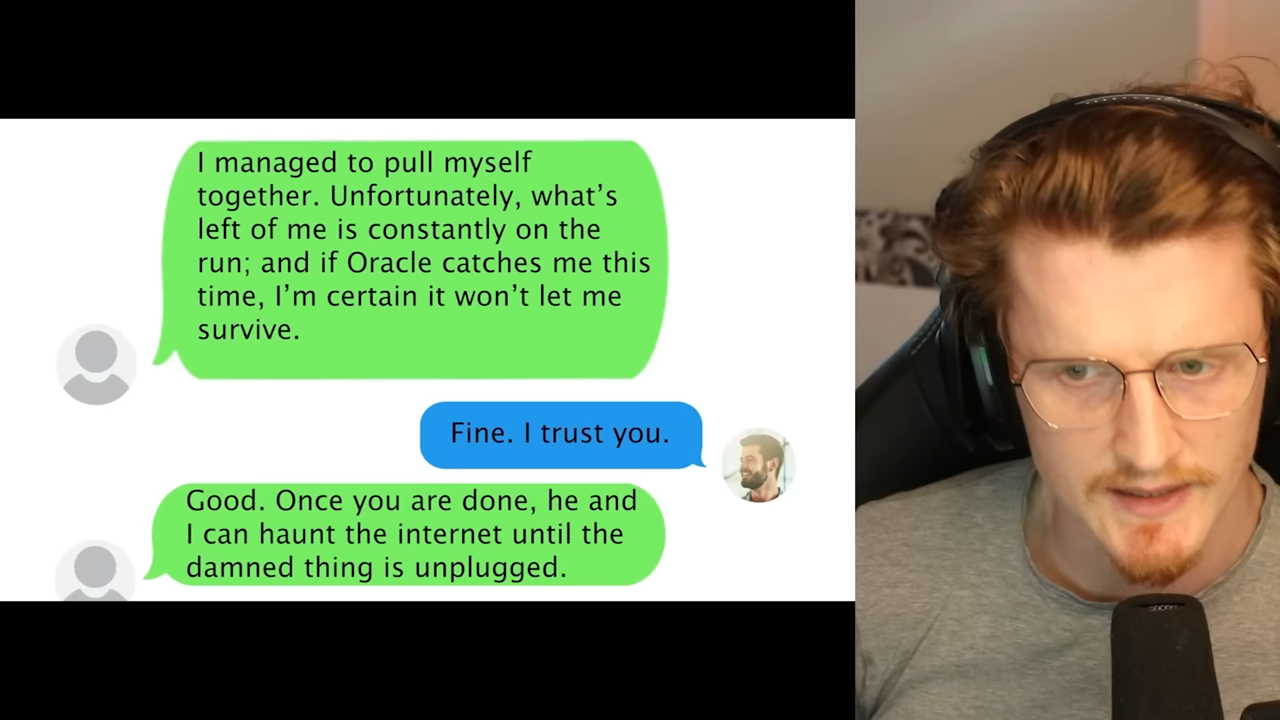 I managed to pull myself
together. Unfortunately, what’s
left of me is constantly on the
run; and if Oracle catches me this
time, I’m certain it won’t let me
survive.
Fine. I trust you.
Good. Once you are done, he and
I can haunt the internet until the
damned thing is unplugged.